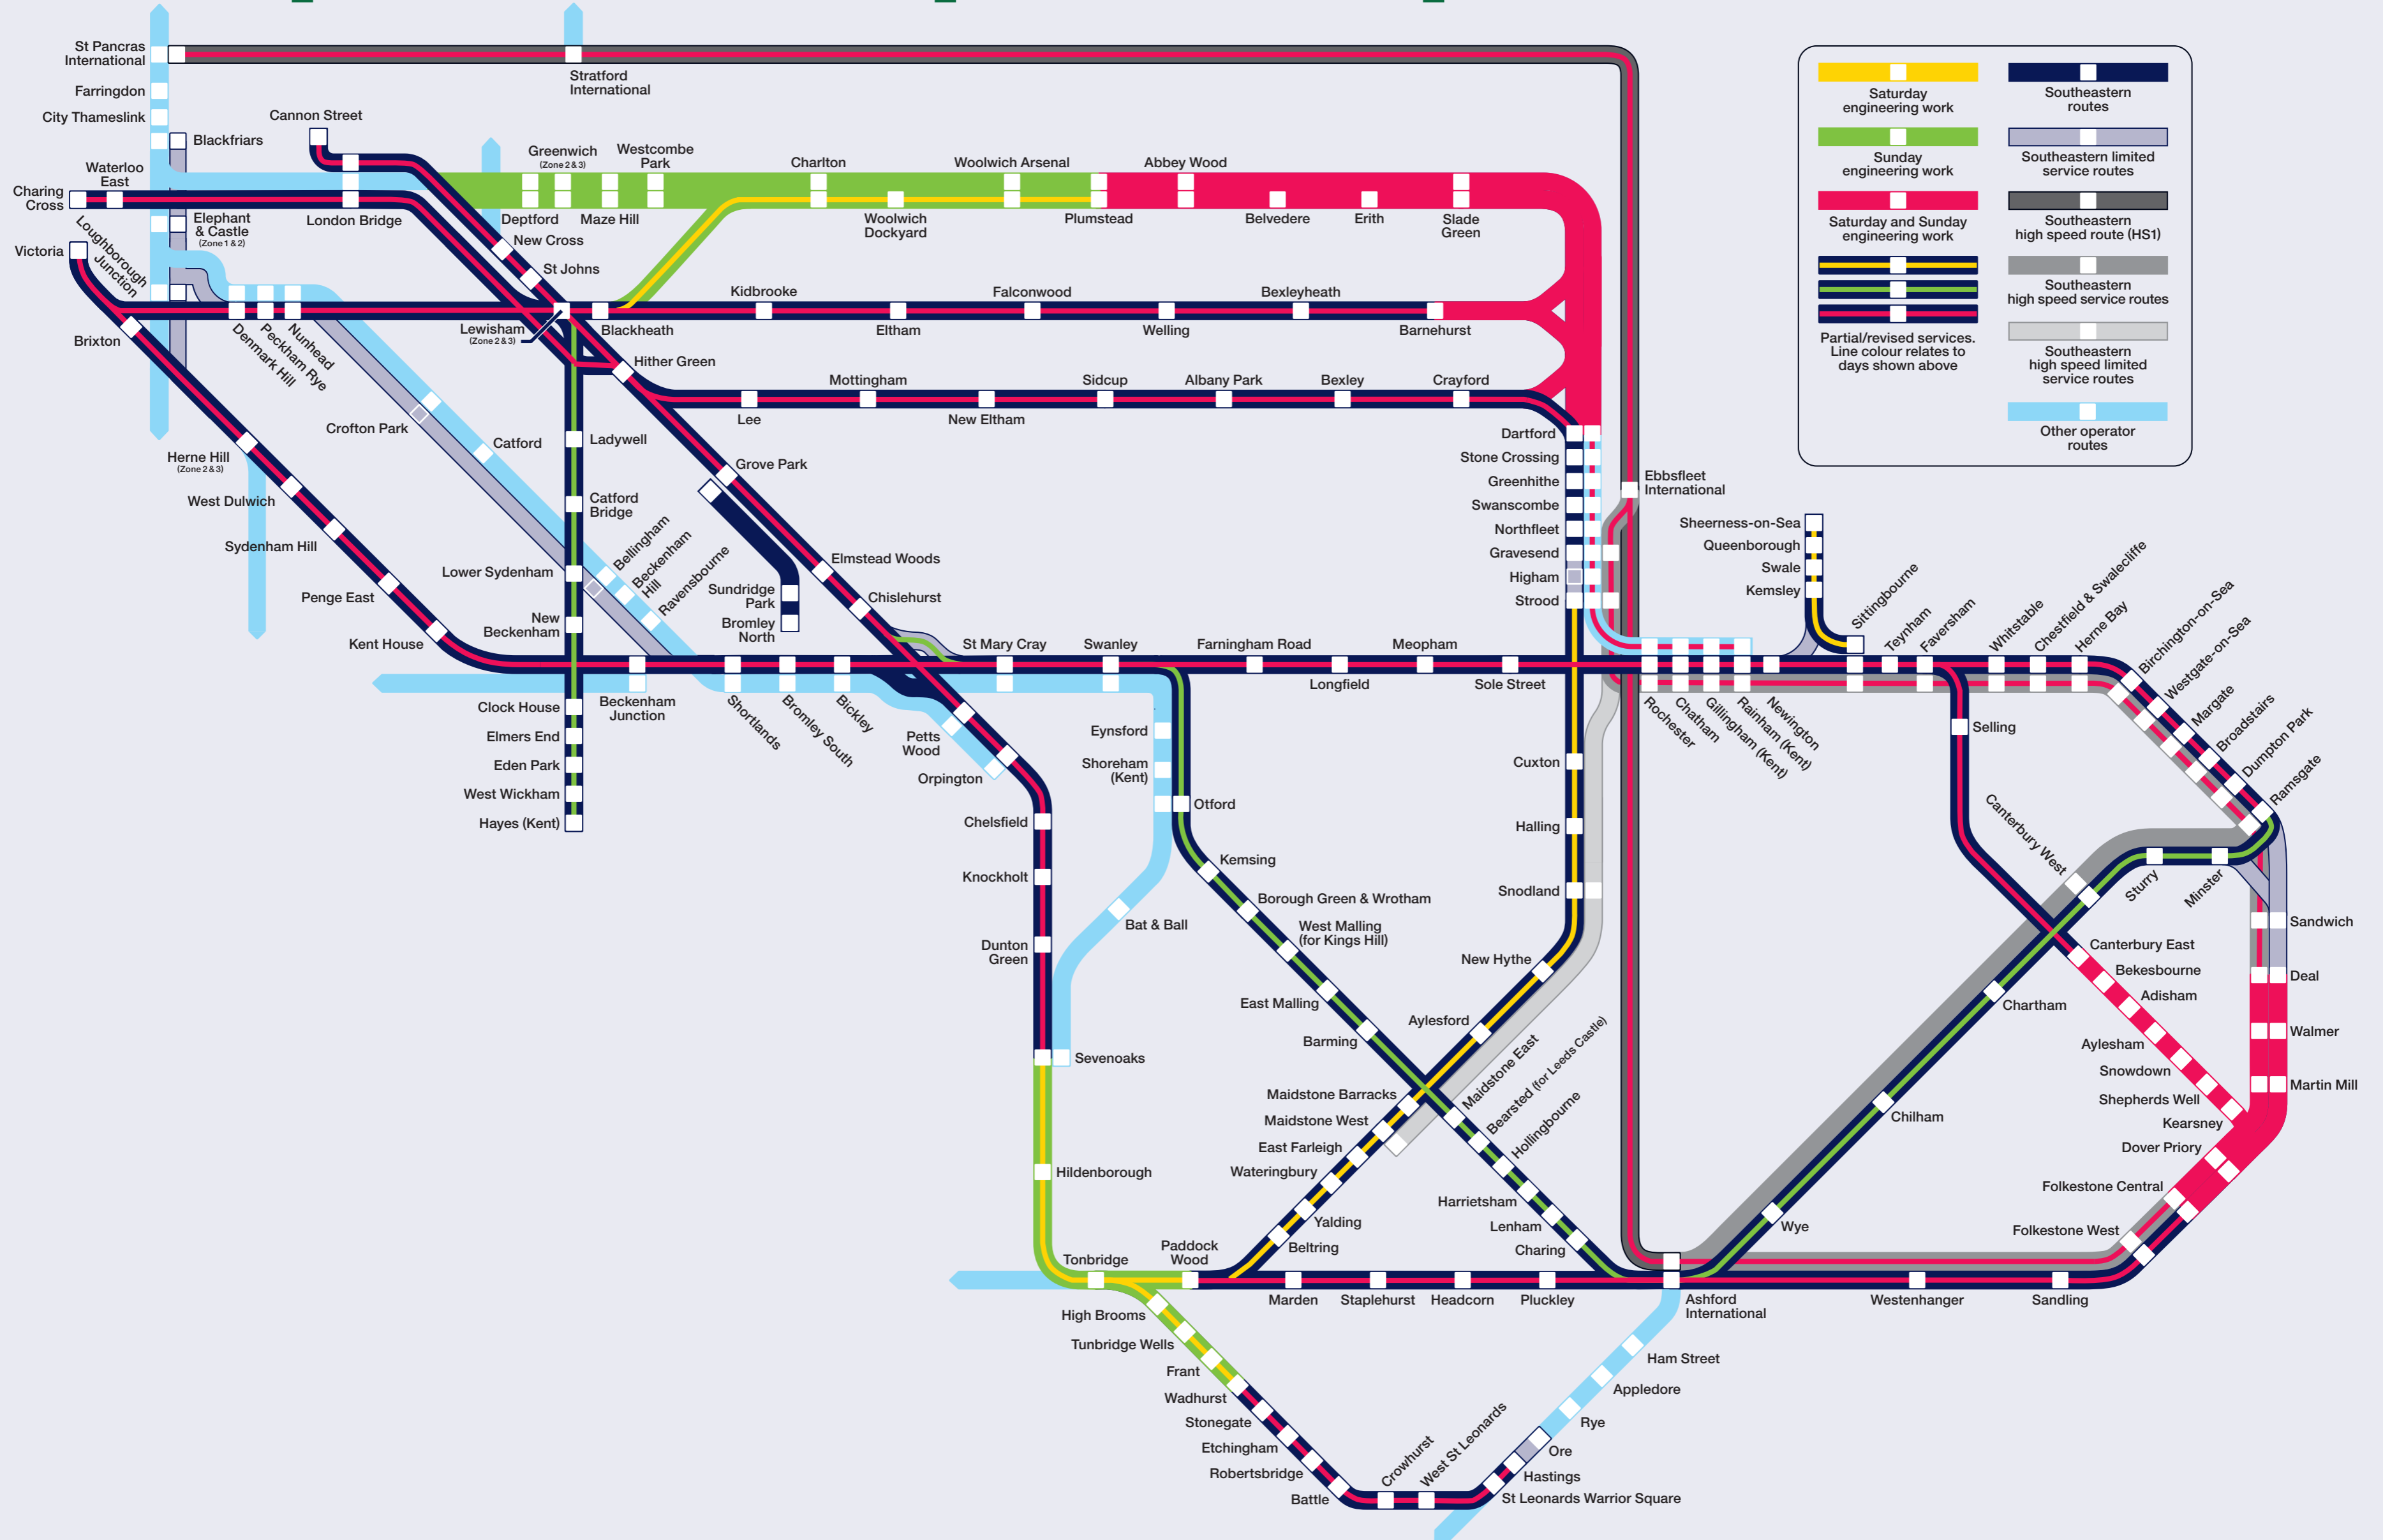 St Pancras
International
Farringdon
City Thameslink
Blackfriars
Cannon Street
Waterloo
East
Charing
Cross
London Bridge
Elephant
& Castle
(Zone 1 & 2)
Victoria
Loughborough
Junction
Brixton
Stratford
International
Greenwich
(Zone 2 & 3)
Westcombe
Park
Charlton
Woolwich Arsenal
Abbey Wood
Deptford
Maze Hill
Woolwich
Dockyard
Plumstead
Belvedere
Erith
Slade
Green
New Cross
St Johns
Lewisham
(Zone 2 & 3)
Blackheath
Kidbrooke
Eltham
Falconwood
Welling
Bexleyheath
Barnehurst
Denmark Hill
Peckham Rye
Nunhead
Hither Green
Lee
Mottingham
New Eltham
Sidcup
Albany Park
Bexley
Crayford
Crofton Park
Catford
Ladywell
Catford
Bridge
Lower Sydenham
New
Beckenham
Clock House
Elmers End
Eden Park
West Wickham
Hayes (Kent)
Herne Hill
(Zone 2 & 3)
West Dulwich
Sydenham Hill
Penge East
Kent House
Bellingham
Beckenham
Hill
Ravensbourne
Grove Park
Sundridge
Park
Bromley
North
Elmstead Woods
Chislehurst
Beckenham
Junction
Shortlands
Bromley South
Bickley
Petts
Wood
Orpington
St Mary Cray
Swanley
Farningham Road
Longfield
Meopham
Sole Street
Dartford
Stone Crossing
Greenhithe
Swanscombe
Northfleet
Gravesend
Higham
Strood
Ebbsfleet
International
Sheerness-on-Sea
Queenborough
Swale
Kemsley
Sittingbourne
Teynham
Faversham
Whitstable
Chestfield & Swalecliffe
Herne Bay
Birchington-on-Sea
Westgate-on-Sea
Margate
Broadstairs
Dumpton Park
Ramsgate
Rochester
Chatham
Gillingham (Kent)
Rainham (Kent)
Newington
Selling
Canterbury West
Sturry
Minster
Sandwich
Deal
Walmer
Martin Mill
Canterbury East
Bekesbourne
Adisham
Aylesham
Snowdown
Shepherds Well
Kearsney
Dover Priory
Folkestone Central
Folkestone West
Chartham
Chilham
Wye
Eynsford
Shoreham
(Kent)
Otford
Bat & Ball
Kemsing
Borough Green & Wrotham
West Malling
(for Kings Hill)
East Malling
Barming
Maidstone East
Bearsted (for Leeds Castle)
Hollingbourne
Harrietsham
Lenham
Charing
Cuxton
Halling
Snodland
New Hythe
Aylesford
Maidstone Barracks
Maidstone West
East Farleigh
Wateringbury
Yalding
Beltring
Chelsfield
Knockholt
Dunton
Green
Sevenoaks
Hildenborough
Tonbridge
Paddock
Wood
Marden
Staplehurst
Headcorn
Pluckley
Ashford
International
Westenhanger
Sandling
High Brooms
Tunbridge Wells
Frant
Wadhurst
Stonegate
Etchingham
Robertsbridge
Battle
Crowhurst
West St Leonards
St Leonards Warrior Square
Hastings
Ore
Rye
Appledore
Ham Street
Saturday
engineering work
Sunday
engineering work
Saturday and Sunday
engineering work
Partial/revised services.
Line colour relates to
days shown above
Southeastern
routes
Southeastern limited
service routes
Southeastern
high speed route (HS1)
Southeastern
high speed service routes
Southeastern
high speed limited
service routes
Other operator
routes